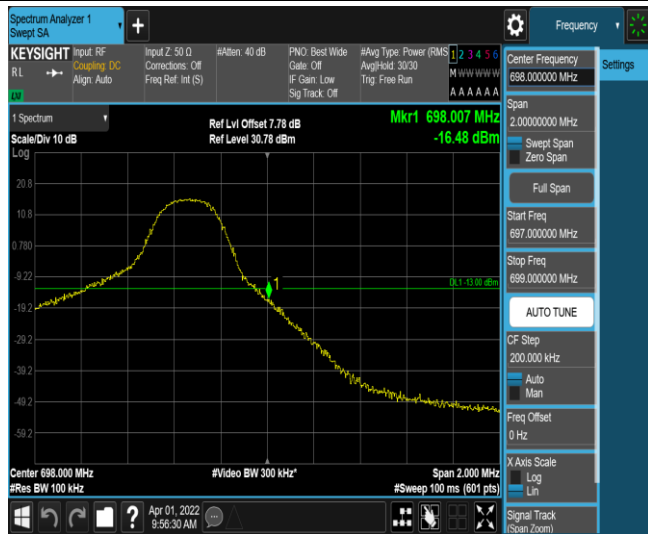 Spectrum Analyzer 1
Swept SA
Frequency
KEYSIGHT
Input: RF
Coupling: DC
Align: Auto
Input Z: 50 Ω
Corrections: Off
Freq Ref: Int (S)
#Atten: 40 dB
PNO: Best Wide
Gate: Off
IF Gain: Low
Sig Track: Off
#Avg Type: Power (RMS
Avg|Hold: 30/30
Trig: Free Run
1 2 3 4 5 6
M W W W W W
A A A A A A
R L
LXI
Center Frequency
698.000000 MHz
Settings
Span
2.00000000 MHz
Swept Span
Zero Span
Full Span
Start Freq
697.000000 MHz
Stop Freq
699.000000 MHz
AUTO TUNE
CF Step
200.000 kHz
Auto
Man
Freq Offset
0 Hz
X Axis Scale
Log
Lin
Signal Track
(Span Zoom)
1 Spectrum
Scale/Div 10 dB
Log
Ref Lvl Offset 7.78 dB
Ref Level 30.78 dBm
Mkr1 698.007 MHz
-16.48 dBm
20.8
10.8
0.780
-9.22
-19.2
-29.2
-39.2
-49.2
-59.2
1
DL1 -13.00 dBm
Center 698.000 MHz
#Video BW 300 kHz*
Span 2.000 MHz
#Res BW 100 kHz
#Sweep 100 ms (601 pts)
?
Apr 01, 2022
9:56:30 AM